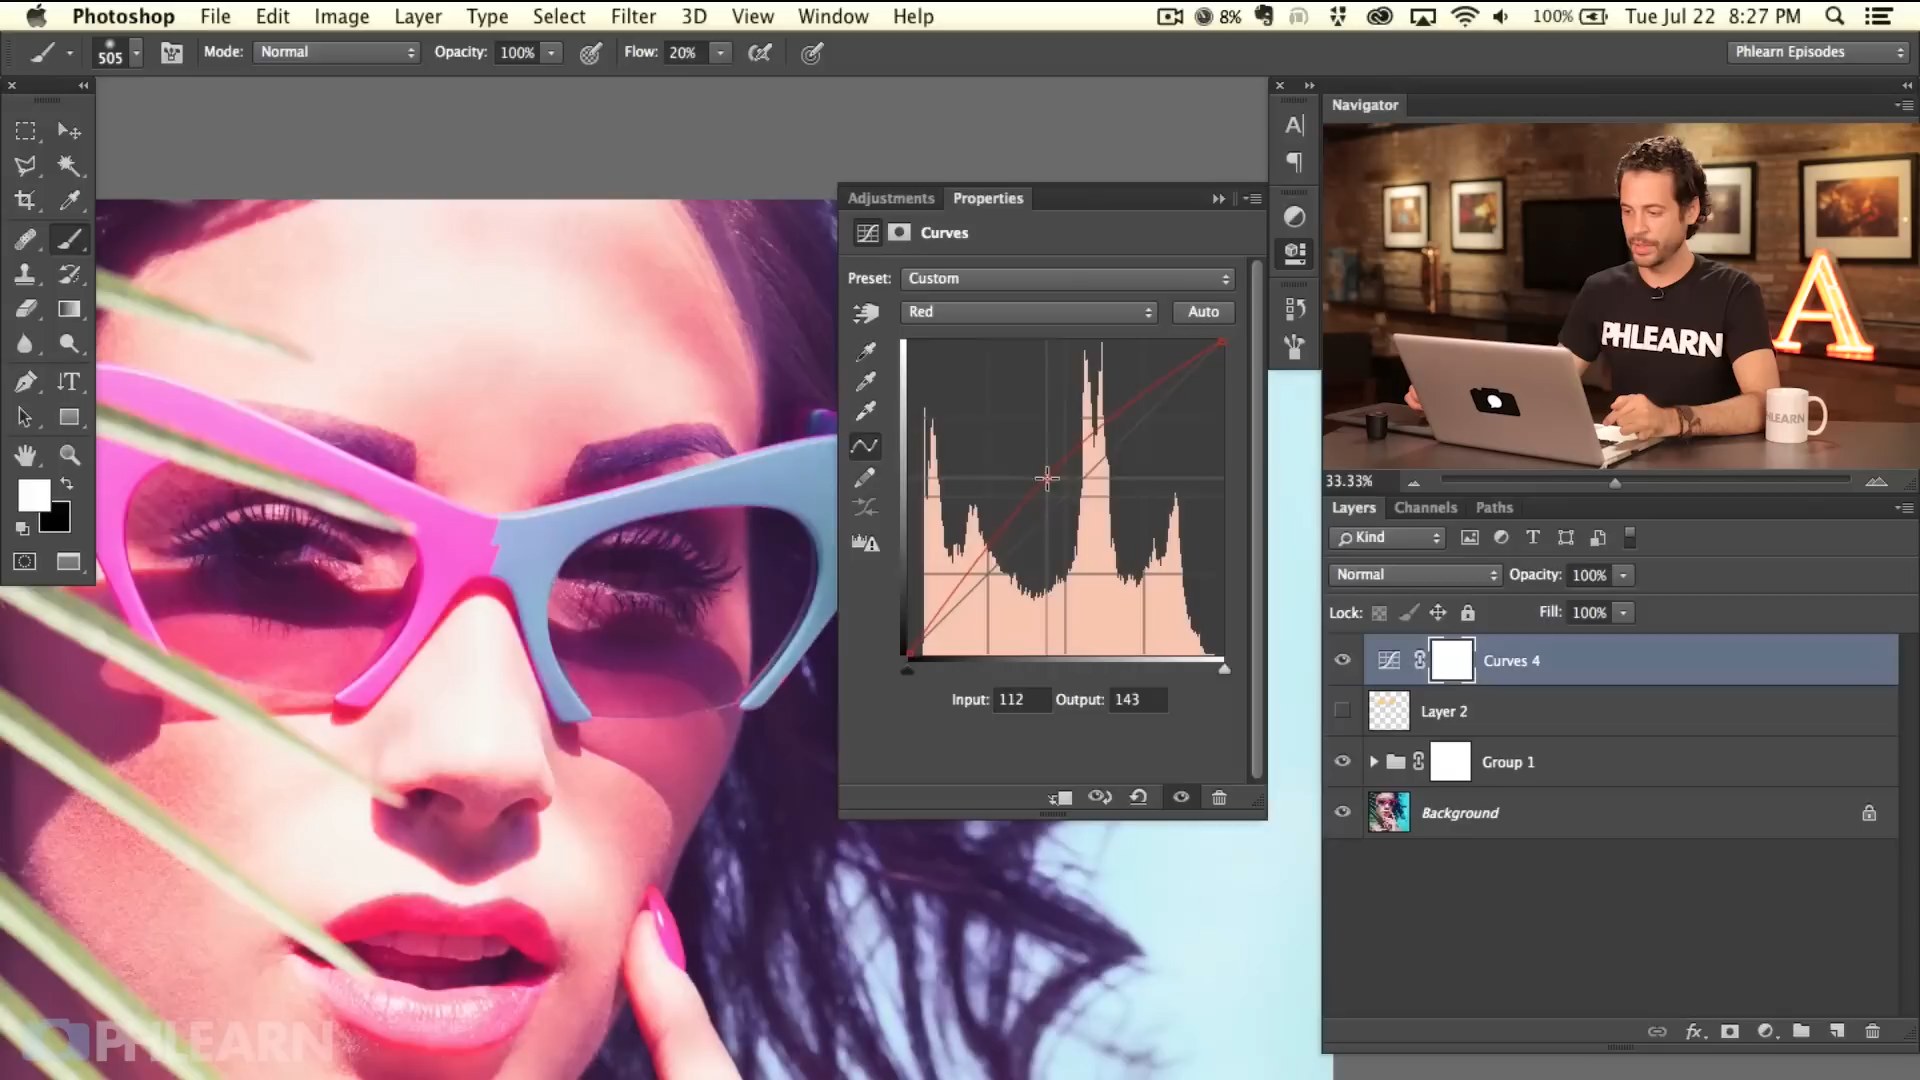 Photoshop File Edit Image Layer Type Select Filter 3D View Window Help 8% 100% Tue Jul 22 8:27 PM
505 Mode: Normal Opacity: 100% Flow: 20% Phlearn Episodes
Navigator
PHLEARN
PHLEARN
A
Adjustments Properties
Curves
Preset: Custom
Red Auto
Input: 112 Output: 143
33.33%
Layers Channels Paths
Kind
Normal Opacity: 100%
Lock: Fill: 100%
Curves 4
Layer 2
Group 1
Background
PHLEARN